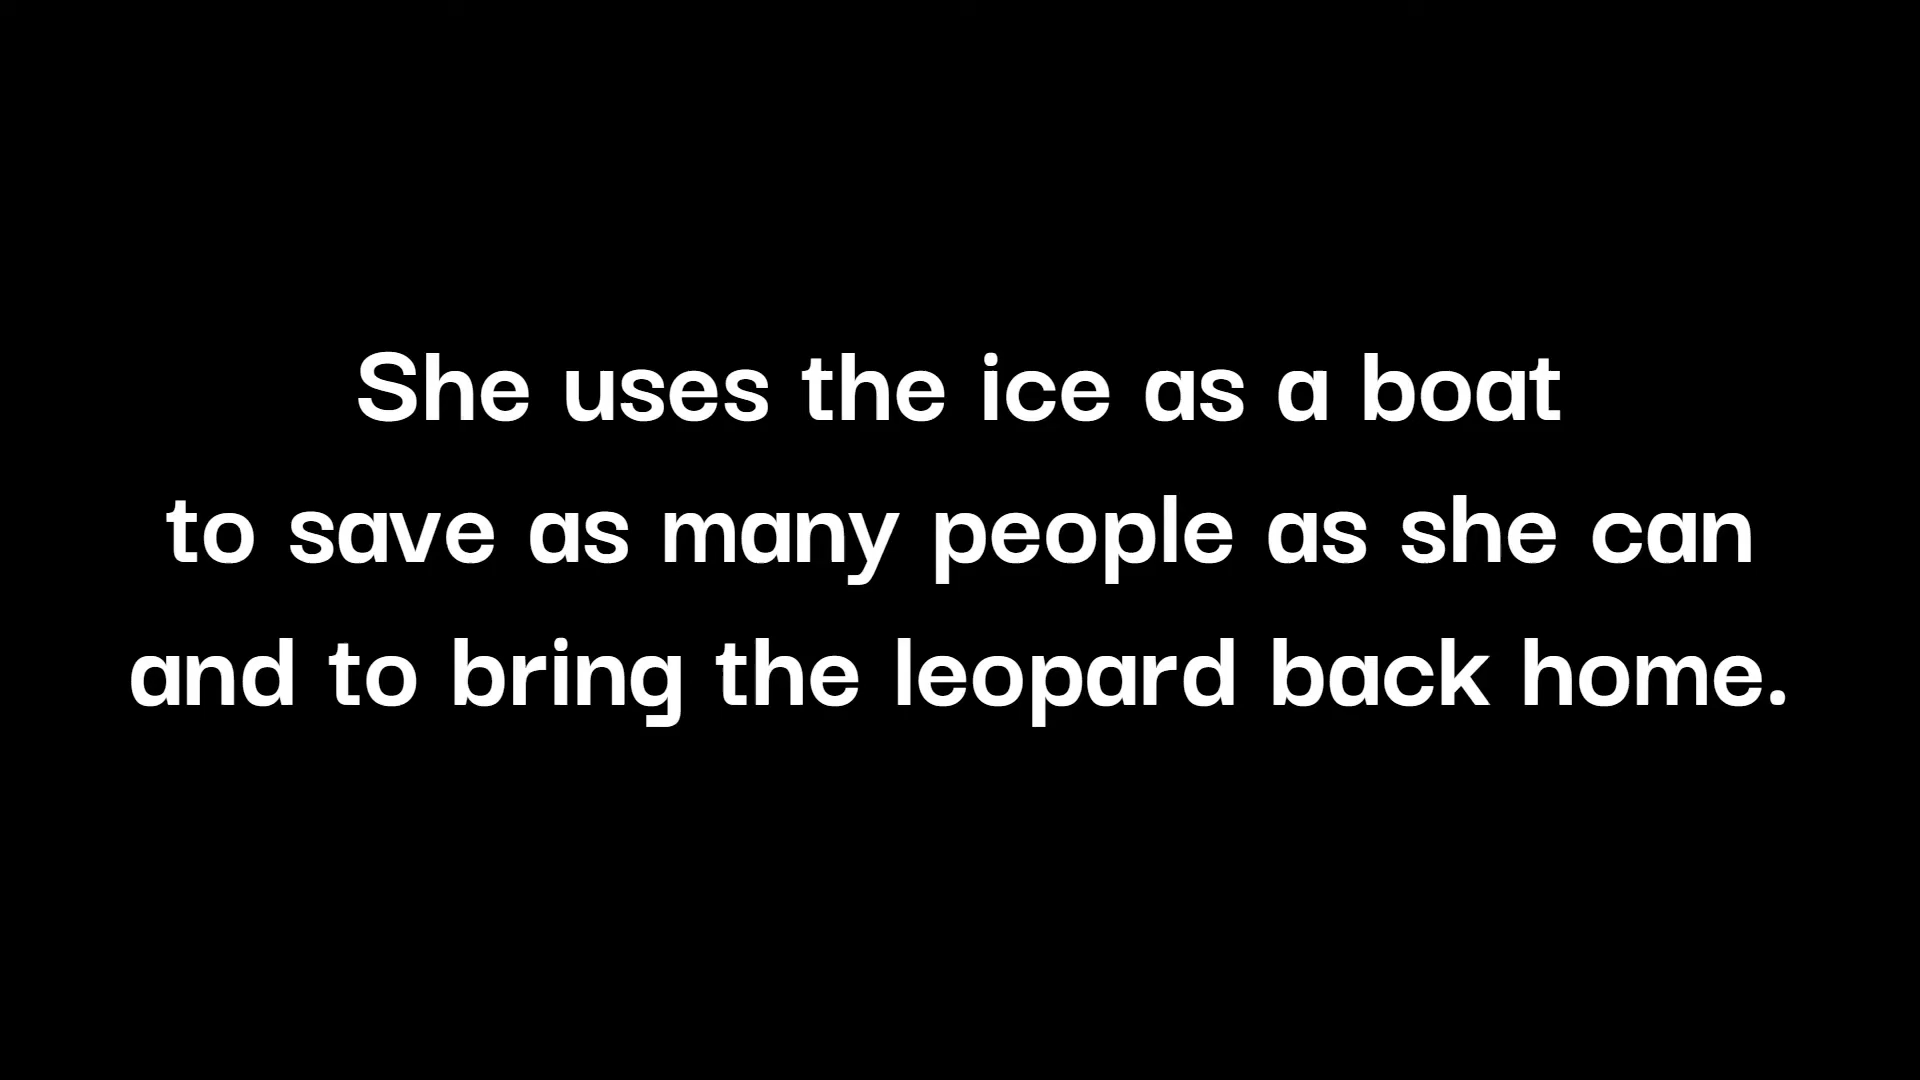 She uses the ice as a boat
to save as many people as she can
and to bring the leopard back home.